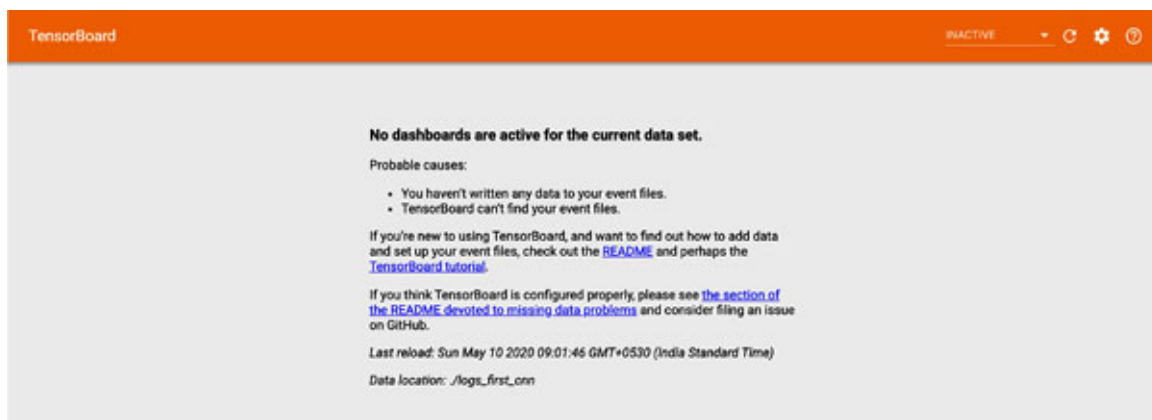 TensorBoard
INACTIVE
No dashboards are active for the current data set.
Probable causes:
• You haven't written any data to your event files.
• TensorBoard can't find your event files.
If you're new to using TensorBoard, and want to find out how to add data
and set up your event files, check out the README and perhaps the
TensorBoard tutorial.
If you think TensorBoard is configured properly, please see the section of
the README devoted to missing data problems and consider filing an issue
on GitHub.
Last reload: Sun May 10 2020 09:01:46 GMT+0530 (India Standard Time)
Data location: ./logs_first_cnn